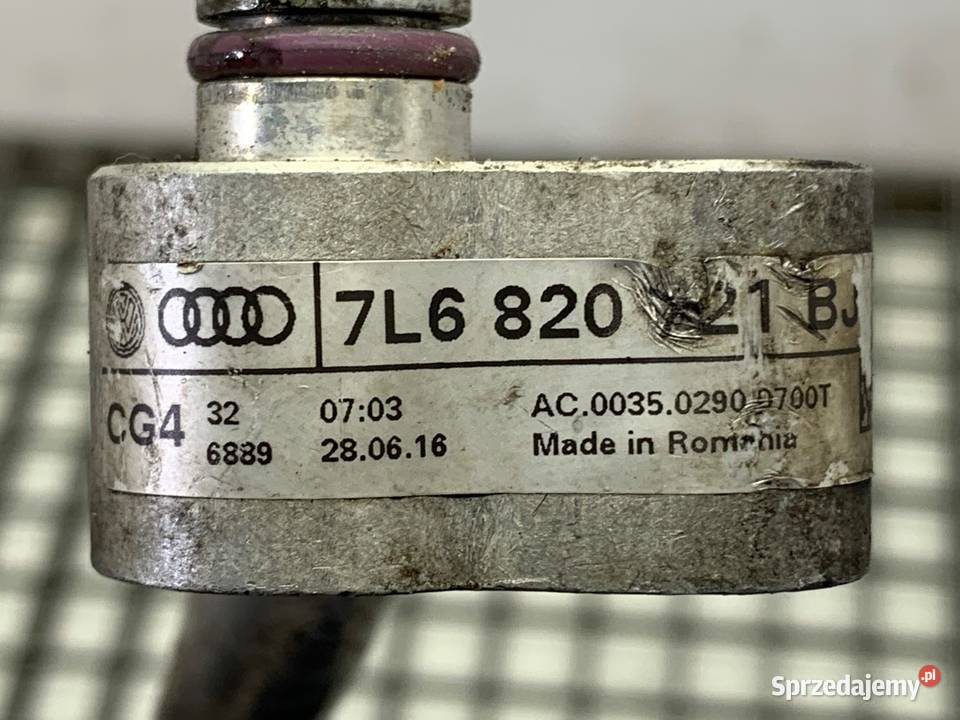 7L6 820 21 BJ
CG4 32 07:03 AC.0035.0290.0700T
6889 28.06.16 Made in Romania
Sprzedajemy.pl